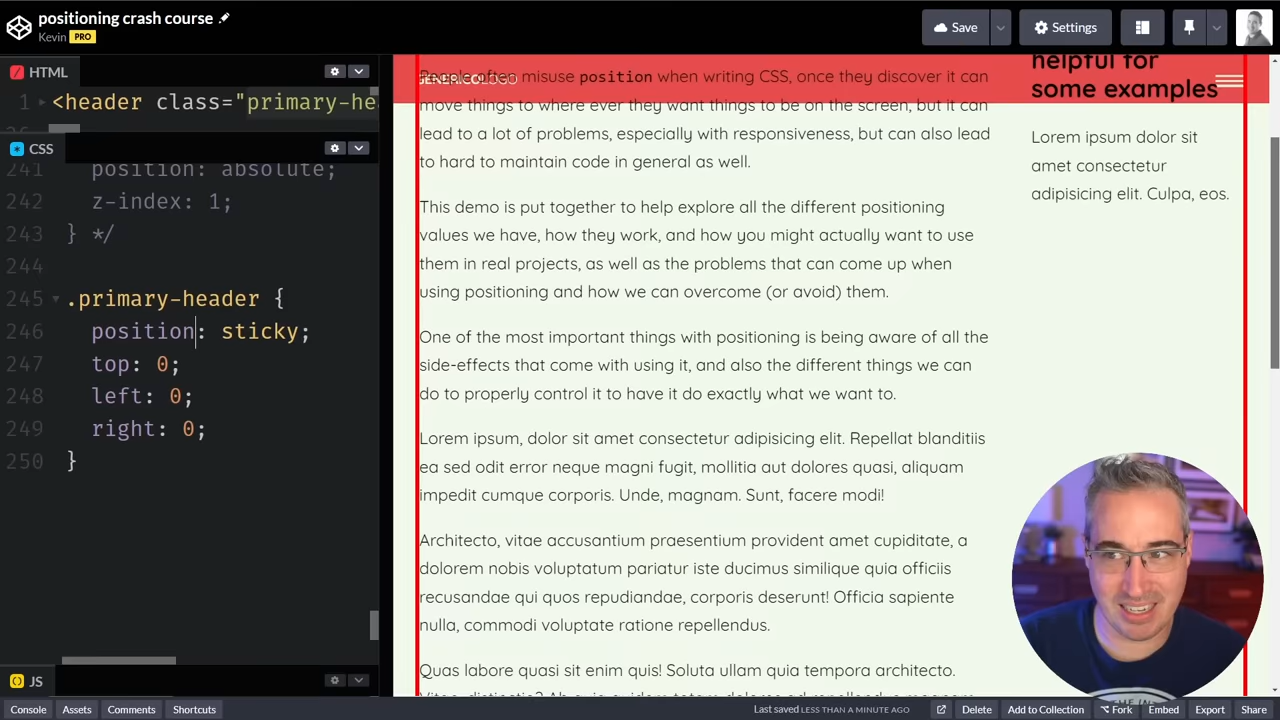 positioning crash course
Kevin PRO
Save
Settings
HTML
1 <header class="primary-hea
CSS
241 position: absolute;
242 z-index: 1;
243 } */
244
245 .primary-header {
246 position: sticky;
247 top: 0;
248 left: 0;
249 right: 0;
250 }
JS
GENERICOLOGO
People often misuse position when writing CSS, once they discover it can
move things to where ever they want things to be on the screen, but it can
lead to a lot of problems, especially with responsiveness, but can also lead
to hard to maintain code in general as well.
This demo is put together to help explore all the different positioning
values we have, how they work, and how you might actually want to use
them in real projects, as well as the problems that can come up when
using positioning and how we can overcome (or avoid) them.
One of the most important things with positioning is being aware of all the
side-effects that come with using it, and also the different things we can
do to properly control it to have it do exactly what we want to.
Lorem ipsum, dolor sit amet consectetur adipisicing elit. Repellat blanditiis
ea sed odit error neque magni fugit, mollitia aut dolores quasi, aliquam
impedit cumque corporis. Unde, magnam. Sunt, facere modi!
Architecto, vitae accusantium praesentium provident amet cupiditate, a
dolorem nobis voluptatum pariatur iste ducimus similique quia officiis
recusandae qui quos repudiandae, corporis deserunt! Officia sapiente
nulla, commodi voluptate ratione repellendus.
Quas labore quasi sit enim quis! Soluta ullam quia tempora architecto.
helpful for
some examples
Lorem ipsum dolor sit
amet consectetur
adipisicing elit. Culpa, eos.
Console Assets Comments Shortcuts
Last saved LESS THAN A MINUTE AGO
Delete Add to Collection Fork Embed Export Share